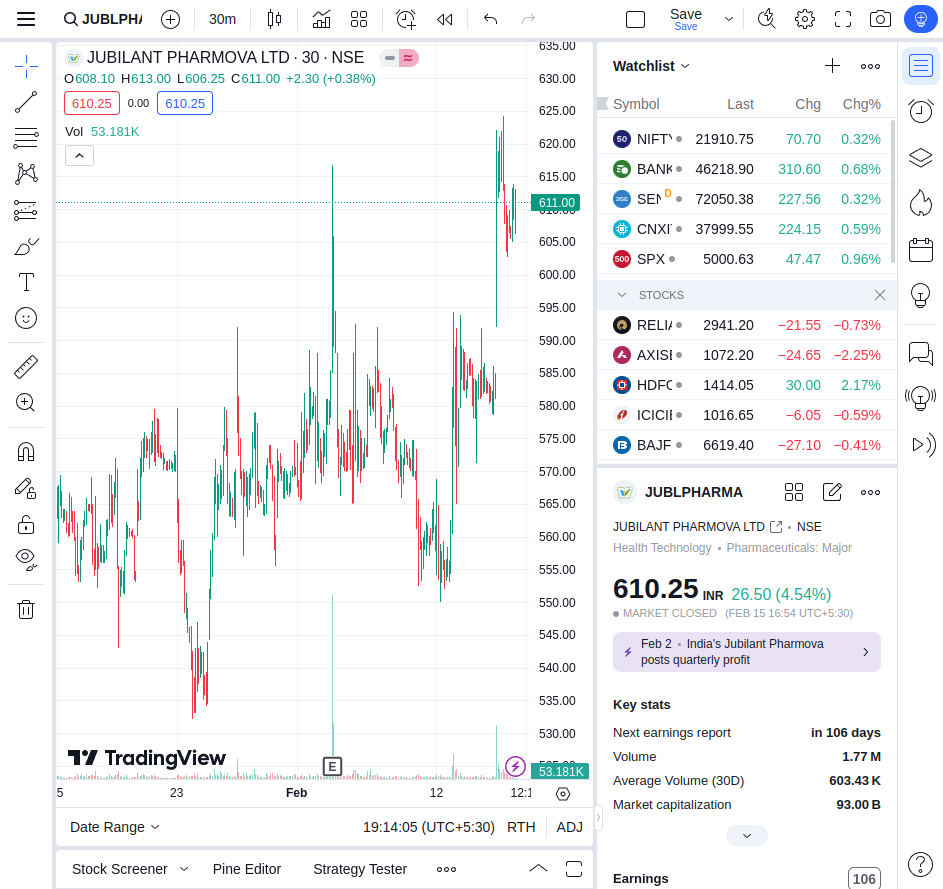 JUBLPHA
30m
Save
Save
JUBILANT PHARMOVA LTD · 30 · NSE
O608.10 H613.00 L606.25 C611.00 +2.30 (+0.38%)
610.25 0.00 610.25
Vol 53.181K
635.00
630.00
625.00
620.00
615.00
611.00
610.00
605.00
600.00
595.00
590.00
585.00
580.00
575.00
570.00
565.00
560.00
555.00
550.00
545.00
540.00
535.00
530.00
53.181K
TradingView
E
5 23 Feb 12 12:1
Date Range 19:14:05 (UTC+5:30) RTH ADJ
Stock Screener Pine Editor Strategy Tester
Watchlist
Symbol Last Chg Chg%
50 NIFTY 21910.75 70.70 0.32%
BANK 46218.90 310.60 0.68%
BSE SEN D 72050.38 227.56 0.32%
CNXI 37999.55 224.15 0.59%
500 SPX 5000.63 47.47 0.96%
STOCKS
RELIA 2941.20 −21.55 −0.73%
AXISE 1072.20 −24.65 −2.25%
HDFC 1414.05 30.00 2.17%
ICICIE 1016.65 −6.05 −0.59%
BAJF 6619.40 −27.10 −0.41%
JUBLPHARMA
JUBILANT PHARMOVA LTD • NSE
Health Technology • Pharmaceuticals: Major
610.25 INR 26.50 (4.54%)
MARKET CLOSED (FEB 15 16:54 UTC+5:30)
Feb 2 • India's Jubilant Pharmova
posts quarterly profit
Key stats
Next earnings report in 106 days
Volume 1.77 M
Average Volume (30D) 603.43 K
Market capitalization 93.00 B
Earnings 106